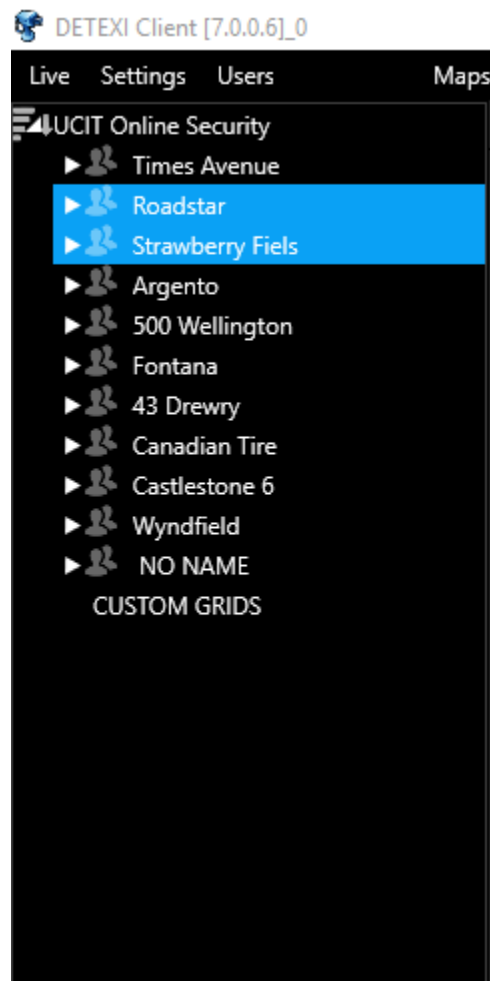 DETEXI Client [7.0.0.6]_0
Live Settings Users Maps
UCIT Online Security
Times Avenue
Roadstar
Strawberry Fiels
Argento
500 Wellington
Fontana
43 Drewry
Canadian Tire
Castlestone 6
Wyndfield
NO NAME
CUSTOM GRIDS